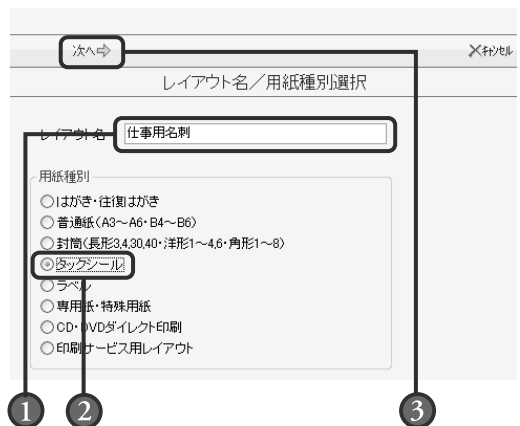 次へ⇨
×キャンセル
レイアウト名／用紙種別選択
レイアウト名
仕事用名刺
用紙種別
はがき・往復はがき
普通紙(A3～A6・B4～B6)
封筒(長形3,4,30,40・洋形1～4,6・角形1～8)
タックシール
ラベル
専用紙・特殊用紙
CD・DVDダイレクト印刷
印刷サービス用レイアウト
1
2
3